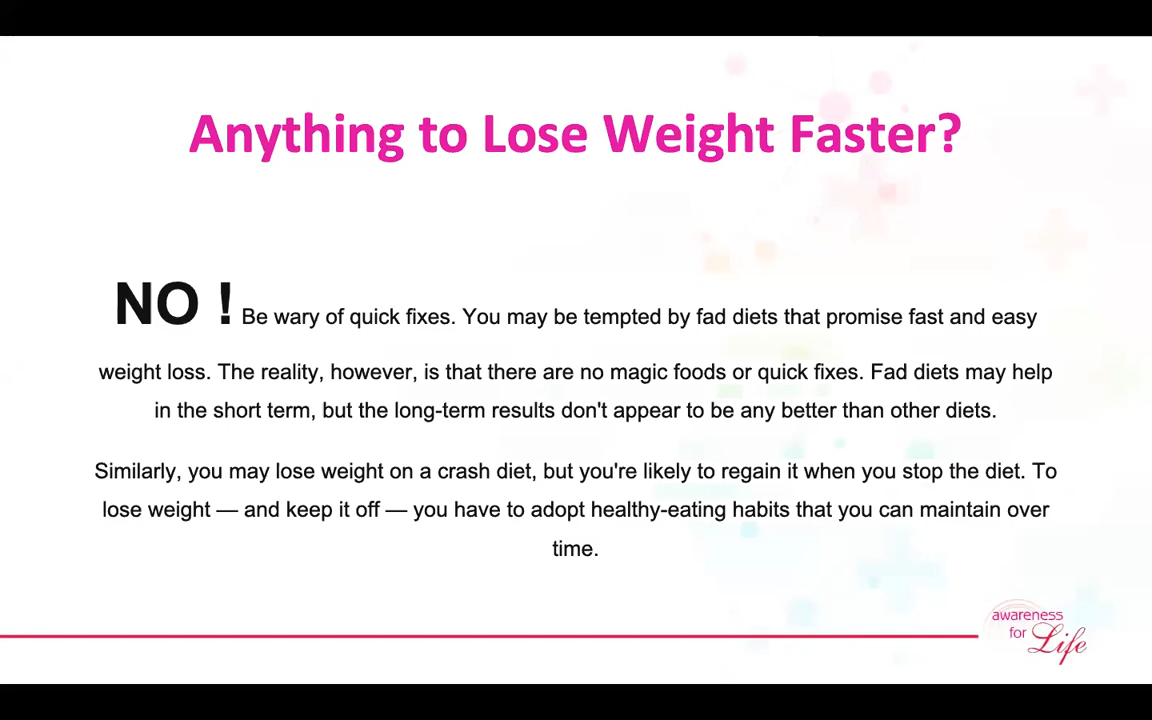 Anything to Lose Weight Faster?
NO ! Be wary of quick fixes. You may be tempted by fad diets that promise fast and easy
weight loss. The reality, however, is that there are no magic foods or quick fixes. Fad diets may help
in the short term, but the long-term results don't appear to be any better than other diets.
Similarly, you may lose weight on a crash diet, but you're likely to regain it when you stop the diet. To
lose weight — and keep it off — you have to adopt healthy-eating habits that you can maintain over
time.
awareness
for Life